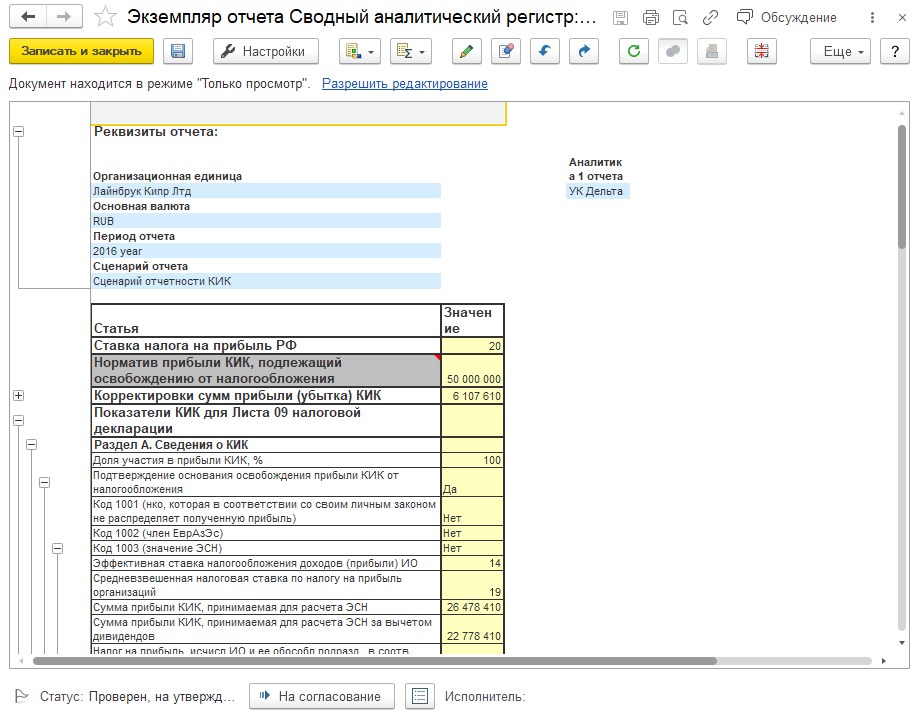 Экземпляр отчета Сводный аналитический регистр:...
Обсуждение
Записать и закрыть
Настройки
Еще
?
Документ находится в режиме "Только просмотр". Разрешить редактирование
Реквизиты отчета:
Аналитик
а 1 отчета
УК Дельта
Организационная единица
Лайнбрук Кипр Лтд
Основная валюта
RUB
Период отчета
2016 year
Сценарий отчета
Сценарий отчетности КИК
Значен
ие
Статья
Ставка налога на прибыль РФ 20
Норматив прибыли КИК, подлежащий
освобождению от налогообложения 50 000 000
Корректировки сумм прибыли (убытка) КИК 6 107 610
Показатели КИК для Листа 09 налоговой
декларации
Раздел А. Сведения о КИК
Доля участия в прибыли КИК, % 100
Подтверждение основания освобождения прибыли КИК от
налогообложения Да
Код 1001 (нко, которая в соответствии со своим личным законом
не распределяет полученную прибыль) Нет
Код 1002 (член ЕврАзЭс) Нет
Код 1003 (значение ЭСН) Нет
Эффективная ставка налогообложения доходов (прибыли) ИО 14
Средневзвешенная налоговая ставка по налогу на прибыль
организаций 19
Сумма прибыли КИК, принимаемая для расчета ЭСН 26 478 410
Сумма прибыли КИК, принимаемая для расчета ЭСН за вычетом
дивидендов 22 778 410
Налог на прибыль, исчисл ИО и ее обособл подразд., в соотв.
Статус: Проверен, на утвержд...
На согласование
Исполнитель: